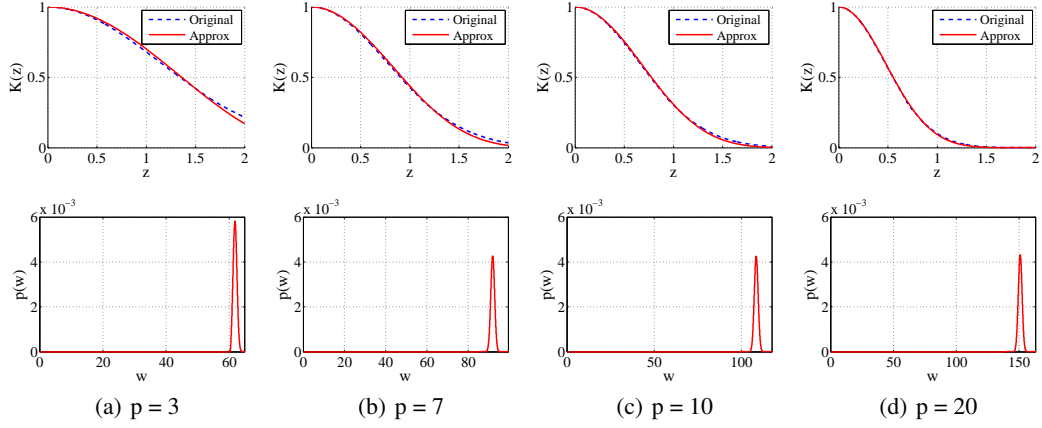 1
0.5
0
K(z)
0
0.5
1
1.5
2
z
Original
Approx
1
0.5
0
K(z)
0
0.5
1
1.5
2
z
Original
Approx
1
0.5
0
K(z)
0
0.5
1
1.5
2
z
Original
Approx
1
0.5
0
K(z)
0
0.5
1
1.5
2
z
Original
Approx
6
x 10⁻³
4
2
0
p(w)
0
20
40
60
w
6
x 10⁻³
4
2
0
p(w)
0
20
40
60
80
w
6
x 10⁻³
4
2
0
p(w)
0
50
100
w
6
x 10⁻³
4
2
0
p(w)
0
50
100
150
w
(a) p = 3
(b) p = 7
(c) p = 10
(d) p = 20